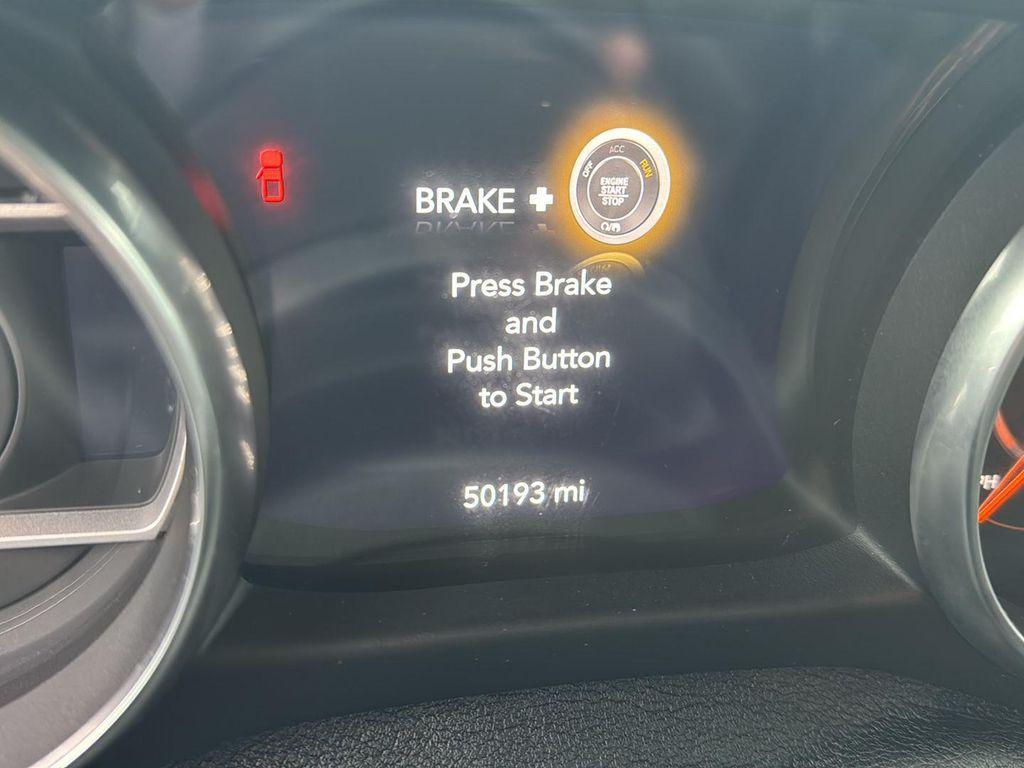 OFF ACC RUN
ENGINE
START
STOP
BRAKE +
Press Brake
and
Push Button
to Start
50193 mi